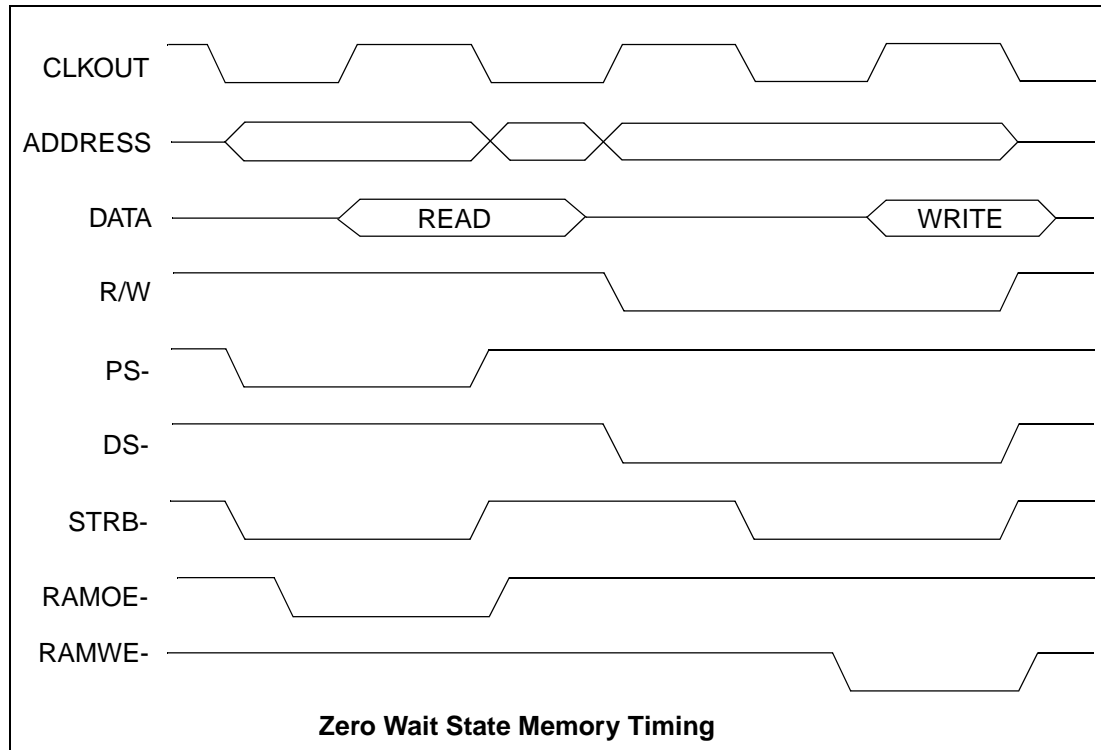 CLKOUT
ADDRESS
DATA READ WRITE
R/W
PS-
DS-
STRB-
RAMOE-
RAMWE-
Zero Wait State Memory Timing